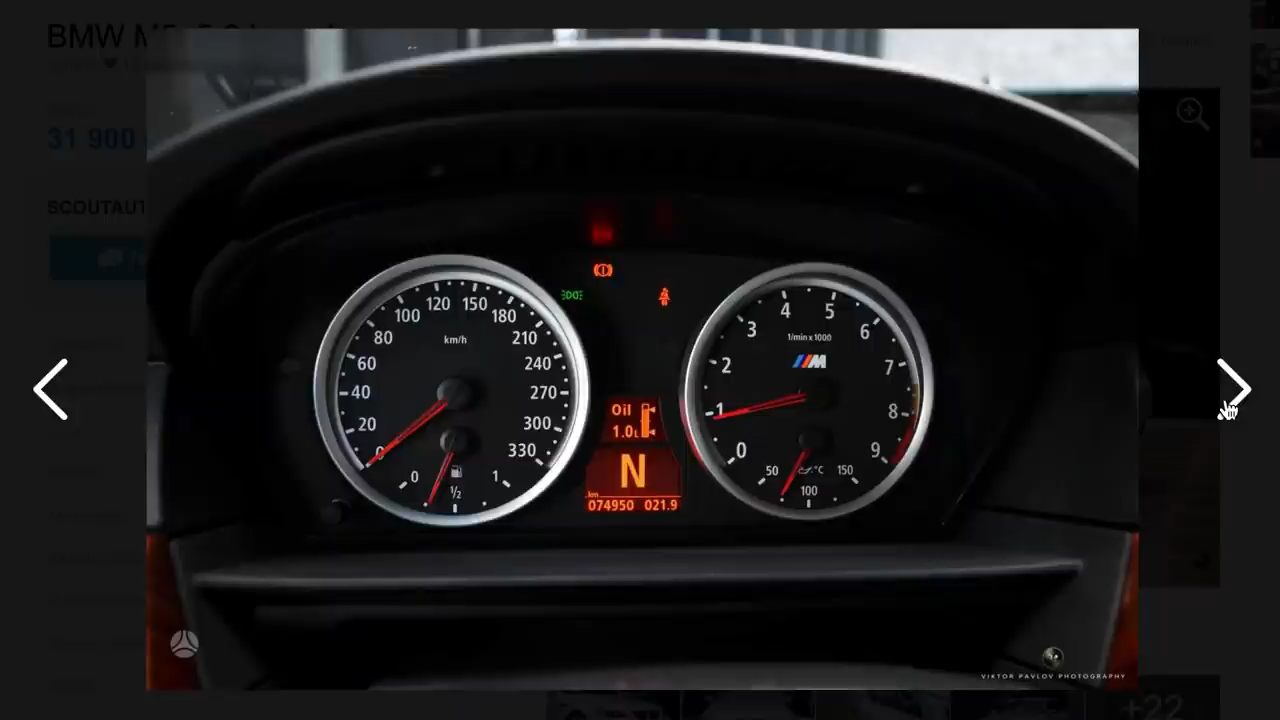 BMW M5
31 900
SCOUTAUT
120 150
100 180
80 210
km/h
60 240
40 270
20 300
0 330
0 1
1/2
Oil
1.0L
N
km
074950 021.9
4 5
3 6
1/min x 1000
2 7
M
1 8
0 9
50 °C 150
100
VIKTOR PAVLOV PHOTOGRAPHY
+22